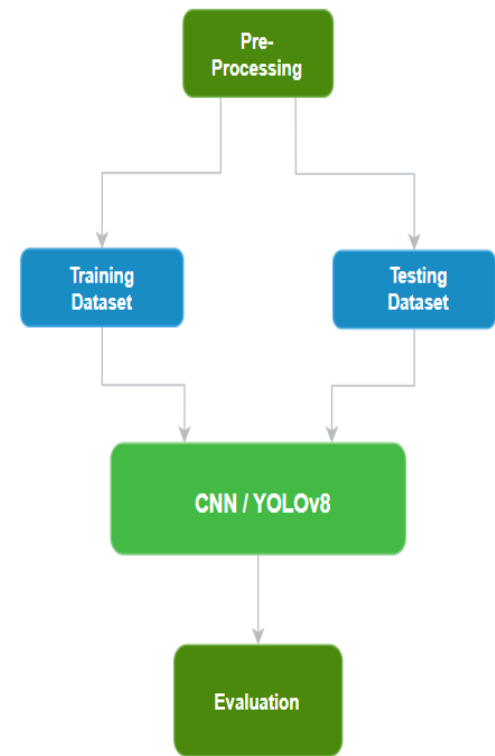 Pre-
Processing
Training
Dataset
Testing
Dataset
CNN / YOLOv8
Evaluation